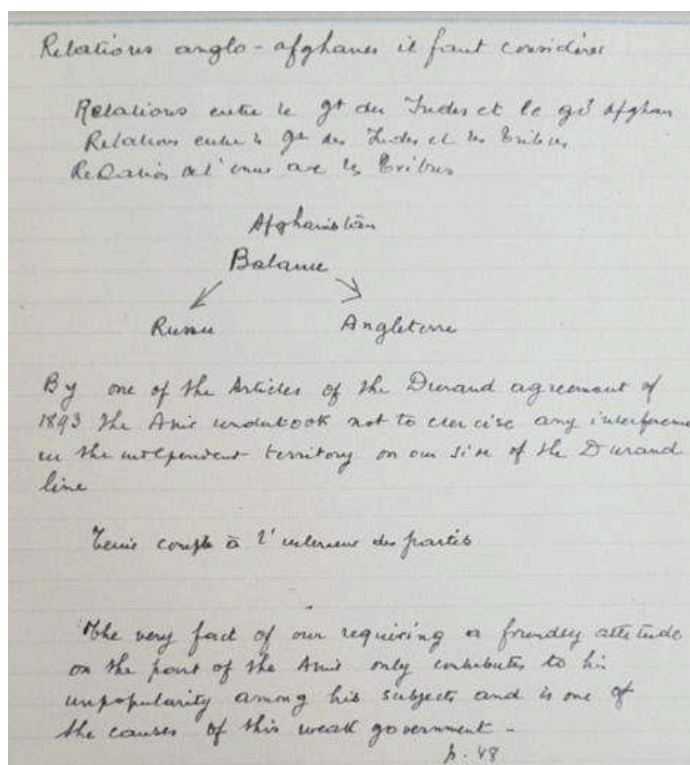 Relations anglo-afghanes il faut considérer
Relations entre le gt des Indes et le gt Afghan
Relations entre le gt des Indes et les tribus
Relations de l'émir avec les tribus
Afghanistan
Balance
Russie Angleterre
By one of the Articles of the Durand agreement of
1893 the Amir undertook not to exercise any interference
in the independent territory on our side of the Durand
line
Tenir compte à l'intérieur des partis
The very fact of our requiring a friendly attitude
on the part of the Amir only contributes to his
unpopularity among his subjects and is one of
the causes of this weak government -
p. 48